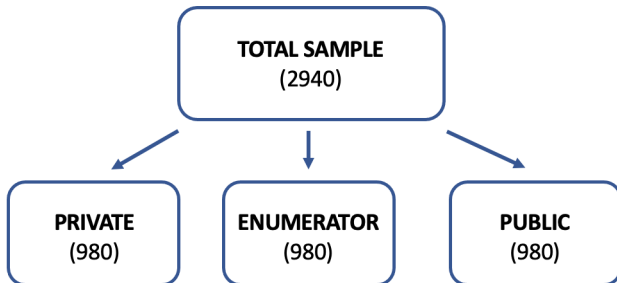 TOTAL SAMPLE
(2940)
PRIVATE
(980)
ENUMERATOR
(980)
PUBLIC
(980)